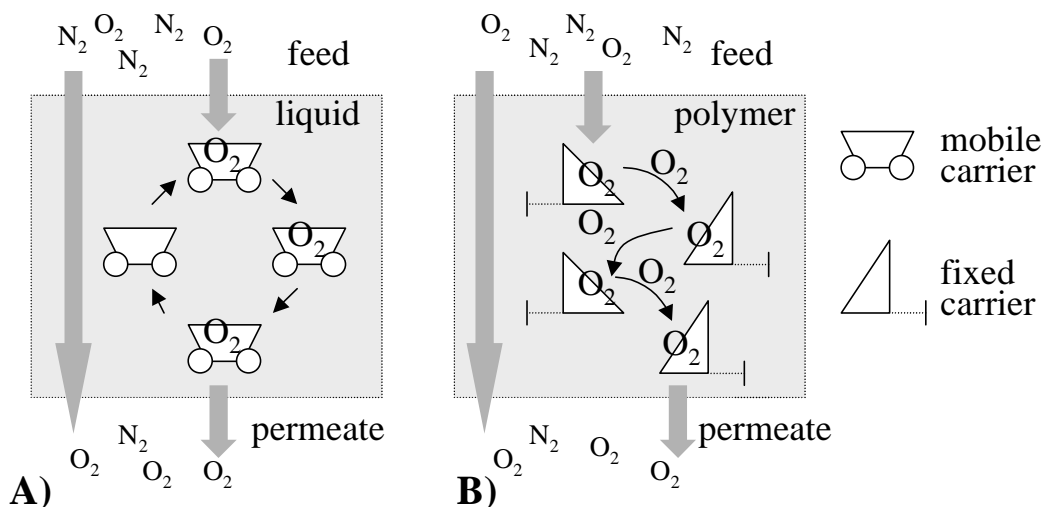 N₂ O₂ N₂ O₂
N₂
feed
liquid
O₂
O₂
O₂
permeate
N₂
O₂ O₂ O₂
A)
O₂ N₂ N₂ O₂ N₂
feed
polymer
O₂ O₂
O₂ O₂
O₂ O₂
O₂
permeate
N₂ O₂
O₂ O₂
B)
mobile
carrier
fixed
carrier